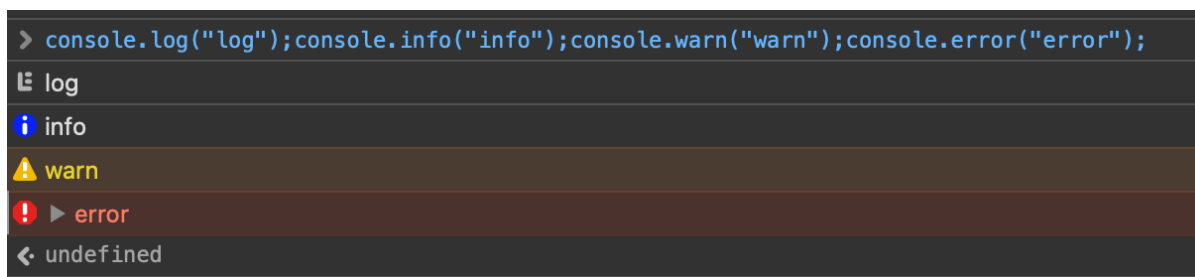 console.log("log");console.info("info");console.warn("warn");console.error("error");
log
info
warn
error
undefined